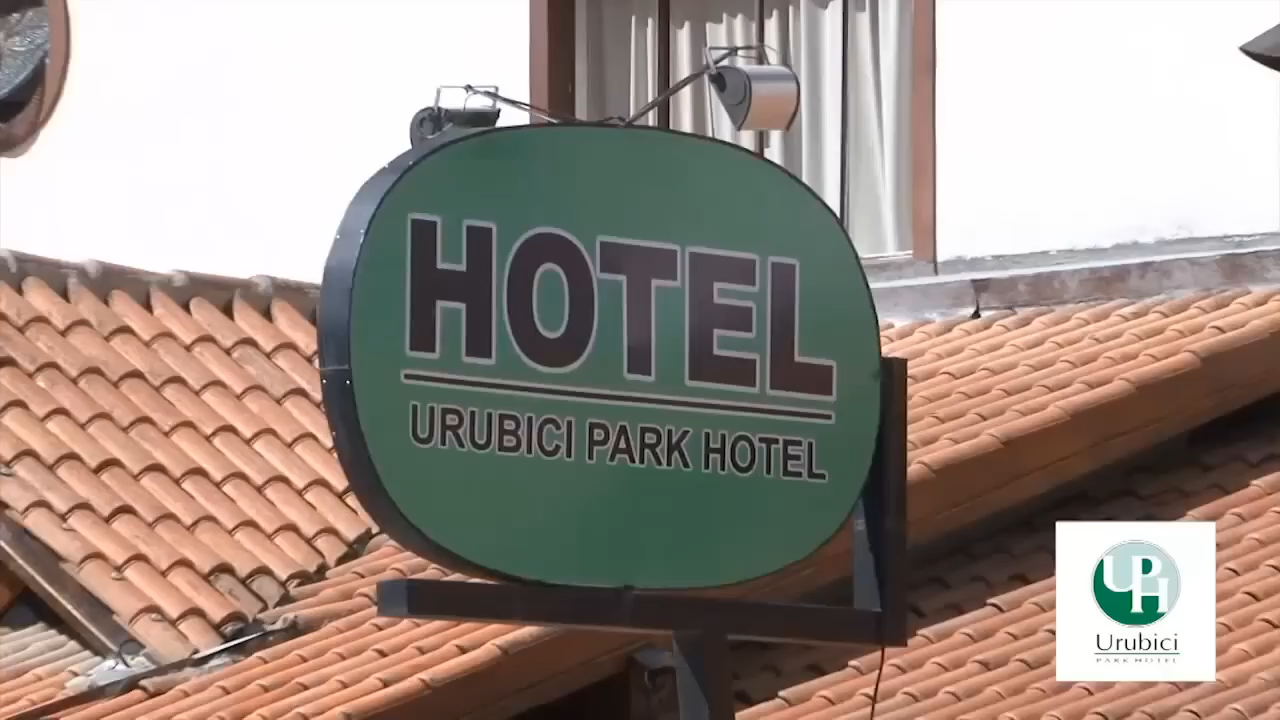 HOTEL
URUBICI PARK HOTEL
UPH
Urubici
PARK HOTEL